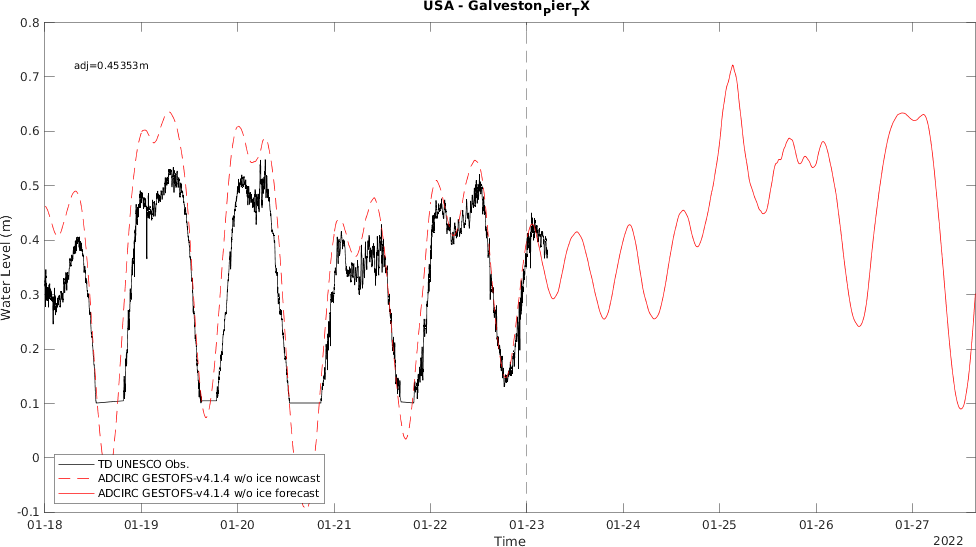 USA - Galveston_Pier_TX
0.8
0.7
0.6
0.5
0.4
0.3
0.2
0.1
0
-0.1
Water Level (m)
adj=0.45353m
TD UNESCO Obs.
ADCIRC GESTOFS-v4.1.4 w/o ice nowcast
ADCIRC GESTOFS-v4.1.4 w/o ice forecast
01-18 01-19 01-20 01-21 01-22 01-23 01-24 01-25 01-26 01-27
Time
2022